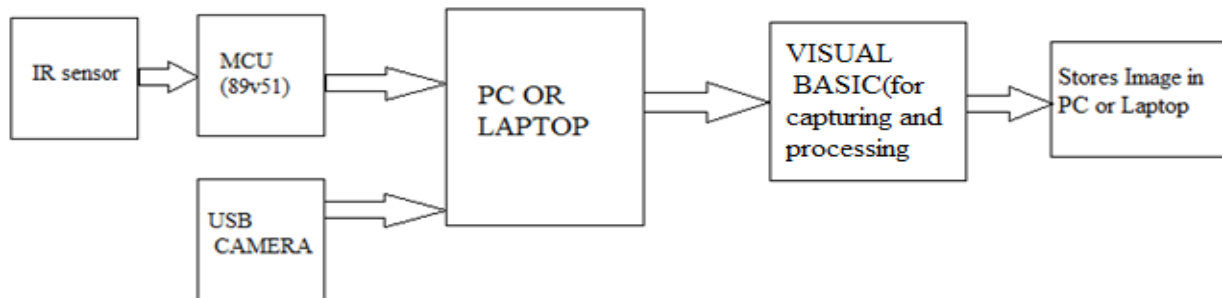 IR sensor
MCU
(89v51)
USB
CAMERA
PC OR
LAPTOP
VISUAL
BASIC(for
capturing and
processing
Stores Image in
PC or Laptop